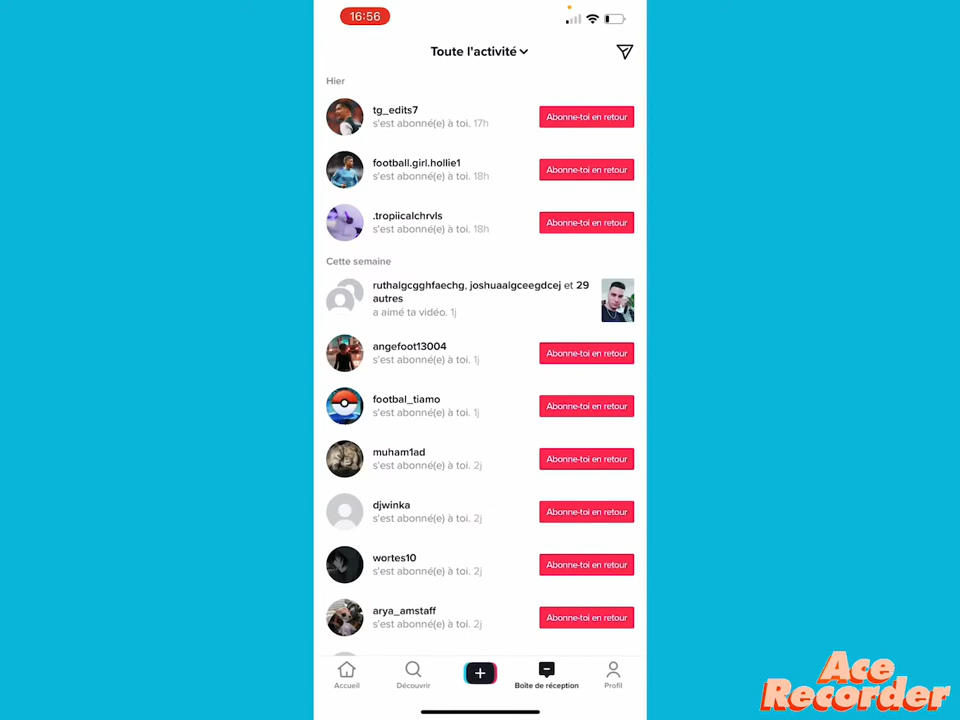 16:56
Toute l'activité
Hier
tg_edits7
s'est abonné(e) à toi. 17h
Abonne-toi en retour
football.girl.hollie1
s'est abonné(e) à toi. 18h
Abonne-toi en retour
.tropiicalchrvls
s'est abonné(e) à toi. 18h
Abonne-toi en retour
Cette semaine
ruthalgcgghfaechg, joshuaalgceegdcej et 29
autres
a aimé ta vidéo. 1j
angefoot13004
s'est abonné(e) à toi. 1j
Abonne-toi en retour
footbal_tiamo
s'est abonné(e) à toi. 1j
Abonne-toi en retour
muham1ad
s'est abonné(e) à toi. 2j
Abonne-toi en retour
djwinka
s'est abonné(e) à toi. 2j
Abonne-toi en retour
wortes10
s'est abonné(e) à toi. 2j
Abonne-toi en retour
arya_amstaff
s'est abonné(e) à toi. 2j
Abonne-toi en retour
Accueil
Découvrir
Boîte de réception
Profil
Ace
Recorder